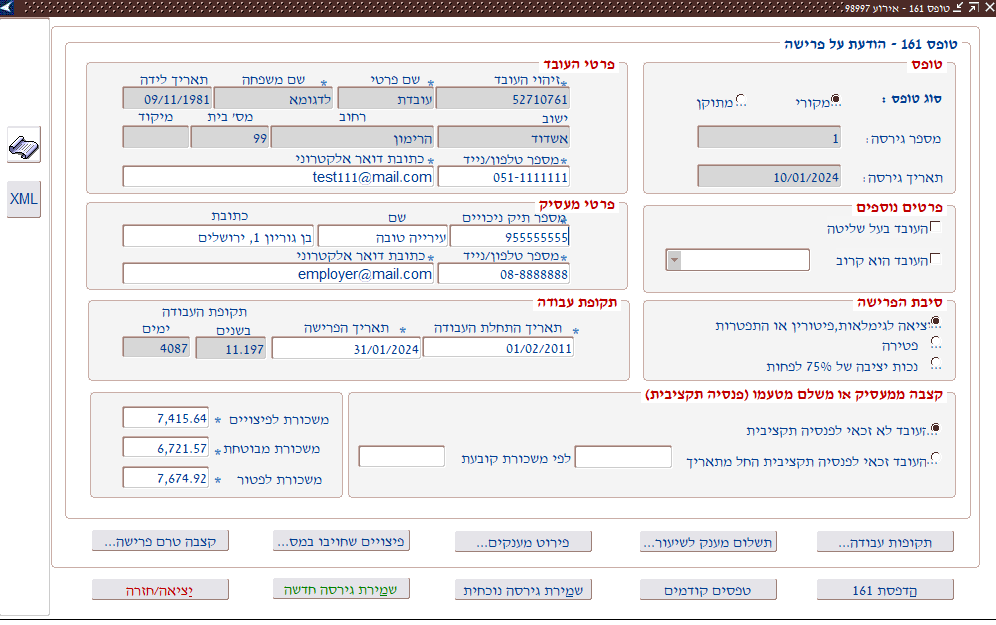 טופס 161 - אירוע 98997
טופס 161 - הודעת על פרישה
טופס
סוג טופס :
מקורי
מתוקן
מספר גירסה:
1
תאריך גירסה:
10/01/2024
פרטי העובד
*זיהוי העובד
* שם פרטי
* שם משפחה
תאריך לידה
52710761
עובדת
לדוגמא
09/11/1981
ישוב
רחוב
מס' בית
מיקוד
אשדוד
הרימון
99
*מספר טלפון/נייד
* כתובת דואר אלקטרוני
051-1111111
test111@mail.com
פרטים נוספים
העובד בעל שליטה
העובד הוא קרוב
פרטי מעסיק
*מספר תיק ניכויים
שם
כתובת
955555555
עירייה טובה
בן גוריון 1, ירושלים
*מספר טלפון/נייד
*כתובת דואר אלקטרוני
08-8888888
employer@mail.com
סיבת הפרישה
יציאה לגימלאות,פיטורין או התפטרות
פטירה
נכות יציבה של 75% לפחות
תקופת עבודה
* תאריך התחלת העבודה
* תאריך הפרישה
תקופת העבודה
בשנים
ימים
01/02/2011
31/01/2024
11.197
4087
קצבה ממעסיק או משלם מטעמו (פנסיה תקציבית)
העובד לא זכאי לפנסיה תקציבית
העובד זכאי לפנסיה תקציבית החל מתאריך
לפי משכורת קובעת
משכורת לפיצויים *
7,415.64
משכורת מבוטחת *
6,721.57
משכורת לפטור *
7,674.92
תקופות עבודה...
תשלום מענק לשיעור...
פירוט מענקים...
פיצויים שחויבו במס...
קצבה טרם פרישה...
הדפסת 161
טפסים קודמים
שמירת גירסה נוכחית
שמירת גירסה חדשה
יציאה/חזרה
XML